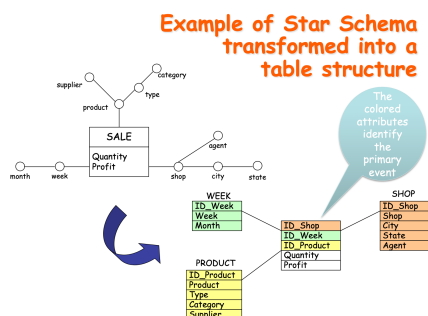 Example of Star Schema
transformed into a
table structure
category
supplier
type
product
SALE
Quantity
Profit
agent
month
week
shop
city
state
The
colored
attributes
identify
the
primary
event
WEEK
ID_Week
Week
Month
SHOP
ID_Shop
Shop
City
State
Agent
ID_Shop
ID_Week
ID_Product
Quantity
Profit
PRODUCT
ID_Product
Product
Type
Category
Supplier